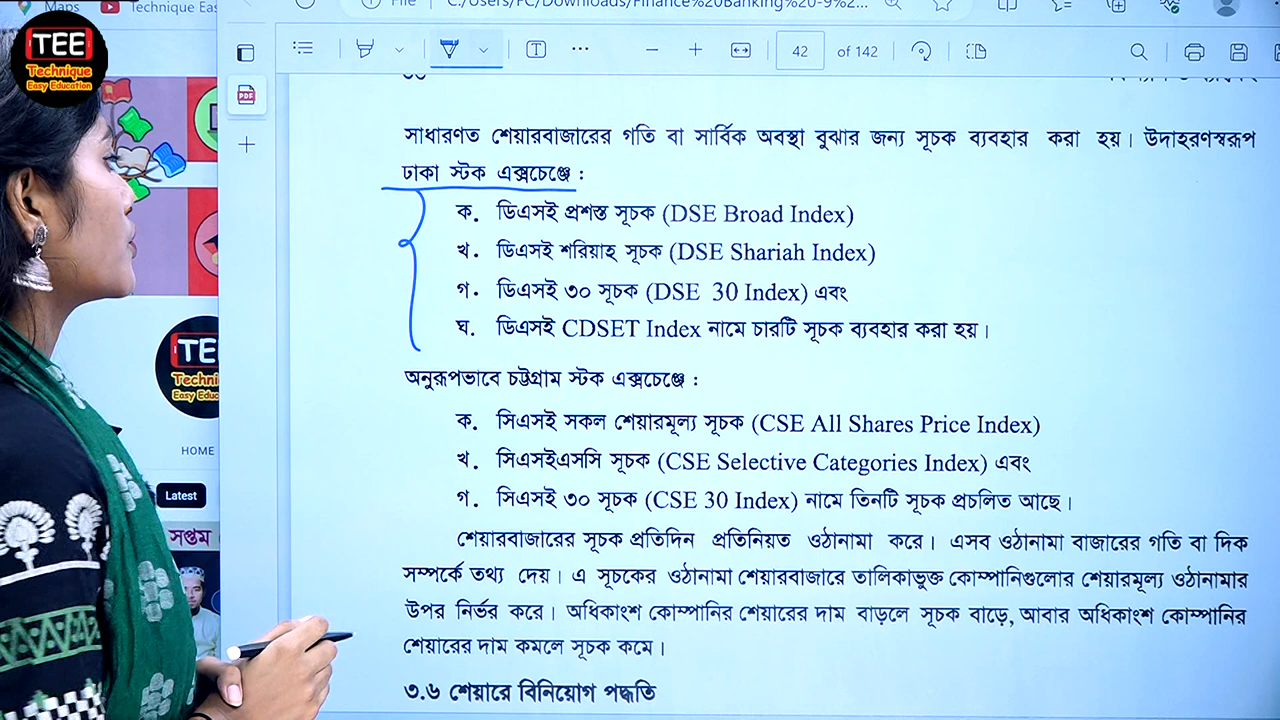 Maps
Technique Eas
File
C:/Users/FC/Downloads/Finance%20Banking%20-9%2...
TEE
Technique
Easy Education
42 of 142
সাধারণত শেয়ারবাজারের গতি বা সার্বিক অবস্থা বুঝার জন্য সূচক ব্যবহার করা হয়। উদাহরণস্বরূপ
ঢাকা স্টক এক্সচেঞ্জে :
ক. ডিএসই প্রশস্ত সূচক (DSE Broad Index)
খ. ডিএসই শরিয়াহ সূচক (DSE Shariah Index)
গ. ডিএসই ৩০ সূচক (DSE 30 Index) এবং
ঘ. ডিএসই CDSET Index নামে চারটি সূচক ব্যবহার করা হয়।
অনুরূপভাবে চট্টগ্রাম স্টক এক্সচেঞ্জে :
ক. সিএসই সকল শেয়ারমূল্য সূচক (CSE All Shares Price Index)
খ. সিএসইএসসি সূচক (CSE Selective Categories Index) এবং
গ. সিএসই ৩০ সূচক (CSE 30 Index) নামে তিনটি সূচক প্রচলিত আছে।
শেয়ারবাজারের সূচক প্রতিদিন প্রতিনিয়ত ওঠানামা করে। এসব ওঠানামা বাজারের গতি বা দিক
সম্পর্কে তথ্য দেয়। এ সূচকের ওঠানামা শেয়ারবাজারে তালিকাভুক্ত কোম্পানিগুলোর শেয়ারমূল্য ওঠানামার
উপর নির্ভর করে। অধিকাংশ কোম্পানির শেয়ারের দাম বাড়লে সূচক বাড়ে, আবার অধিকাংশ কোম্পানির
শেয়ারের দাম কমলে সূচক কমে।
৩.৬ শেয়ারে বিনিয়োগ পদ্ধতি
TE
Techni
Easy Educ
HOME
Latest
সপ্তম